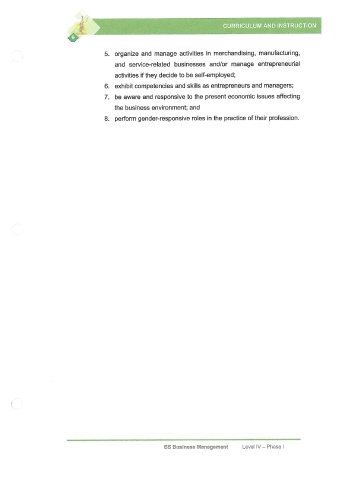 CURRICULUM AND INSTRUCTION
5. organize and manage activities in merchandising, manufacturing,
and service-related businesses and/or manage entrepreneurial
activities if they decide to be self-employed;
6. exhibit competencies and skills as entrepreneurs and managers;
7. be aware and responsive to the present economic issues affecting
the business environment; and
8. perform gender-responsive roles in the practice of their profession.
BS Business Management Level IV – Phase I